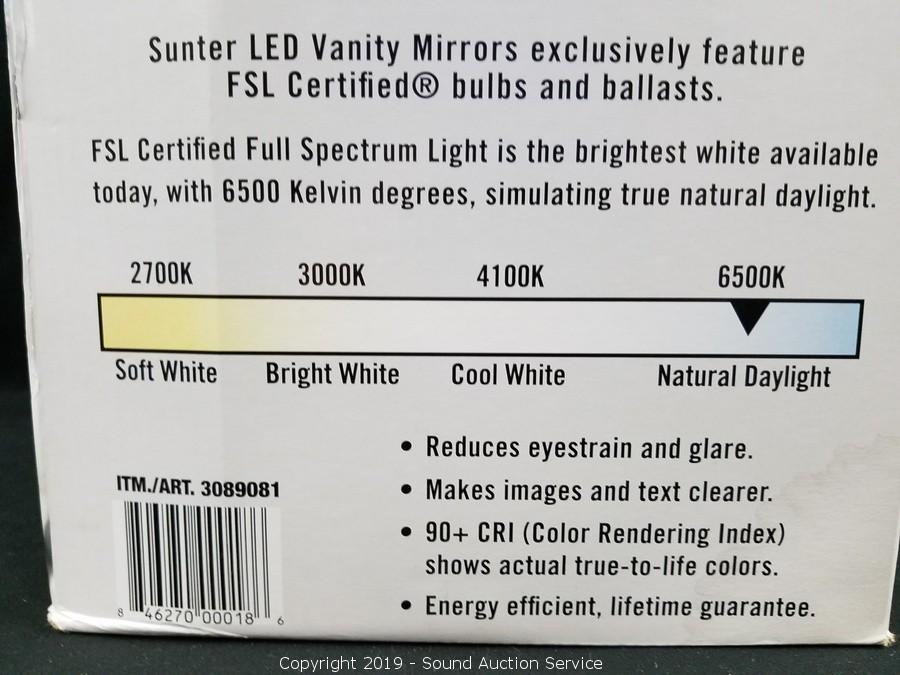 Sunter LED Vanity Mirrors exclusively feature
FSL Certified® bulbs and ballasts.
FSL Certified Full Spectrum Light is the brightest white available
today, with 6500 Kelvin degrees, simulating true natural daylight.
2700K 3000K 4100K 6500K
Soft White Bright White Cool White Natural Daylight
• Reduces eyestrain and glare.
• Makes images and text clearer.
• 90+ CRI (Color Rendering Index)
shows actual true-to-life colors.
• Energy efficient, lifetime guarantee.
ITM./ART. 3089081
8 46270 00018 6
Copyright 2019 - Sound Auction Service